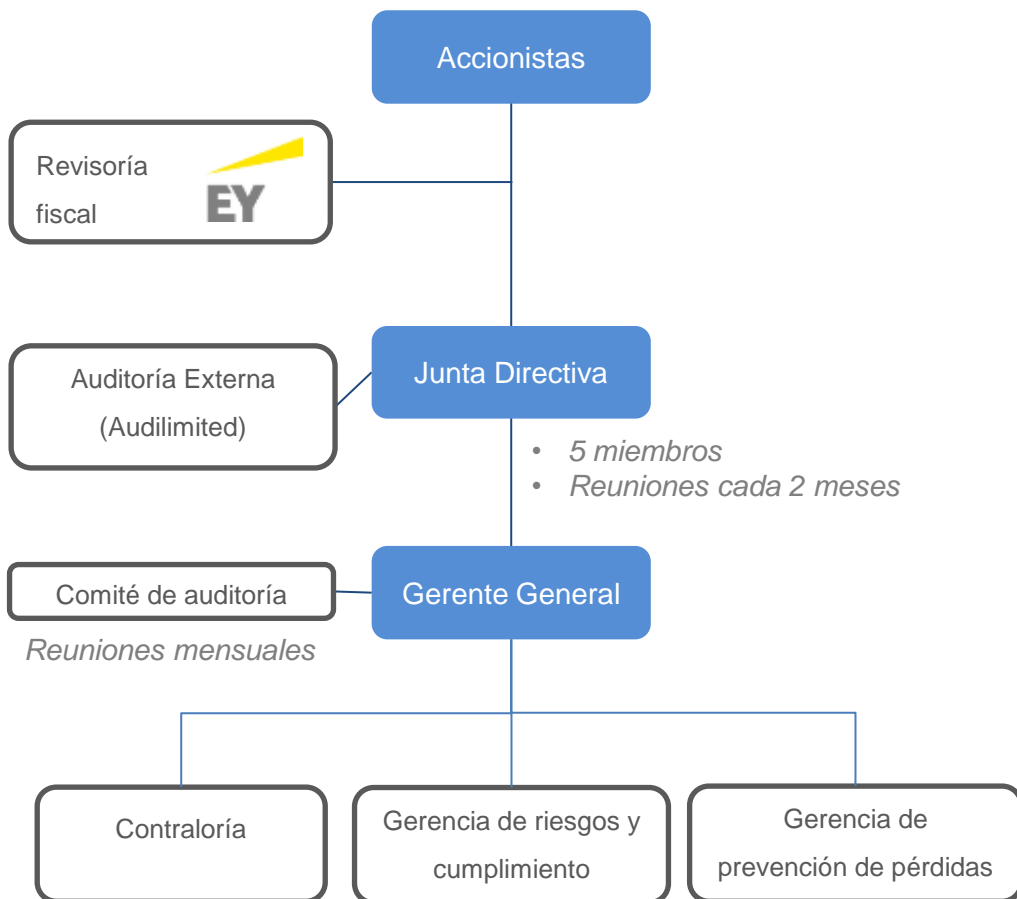 Accionistas
Revisoría
fiscal
EY
Junta Directiva
Auditoría Externa
(Audilimited)
• 5 miembros
• Reuniones cada 2 meses
Gerente General
Comité de auditoría
Reuniones mensuales
Contraloría
Gerencia de riesgos y
cumplimiento
Gerencia de
prevención de pérdidas